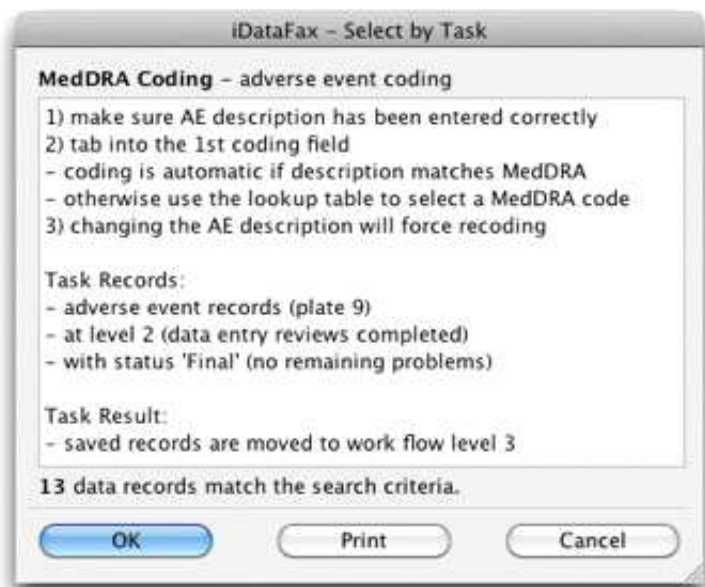 iDataFax – Select by Task
MedDRA Coding – adverse event coding
1) make sure AE description has been entered correctly
2) tab into the 1st coding field
– coding is automatic if description matches MedDRA
– otherwise use the lookup table to select a MedDRA code
3) changing the AE description will force recoding
Task Records:
– adverse event records (plate 9)
– at level 2 (data entry reviews completed)
– with status 'Final' (no remaining problems)
Task Result:
– saved records are moved to work flow level 3
13 data records match the search criteria.
OK Print Cancel